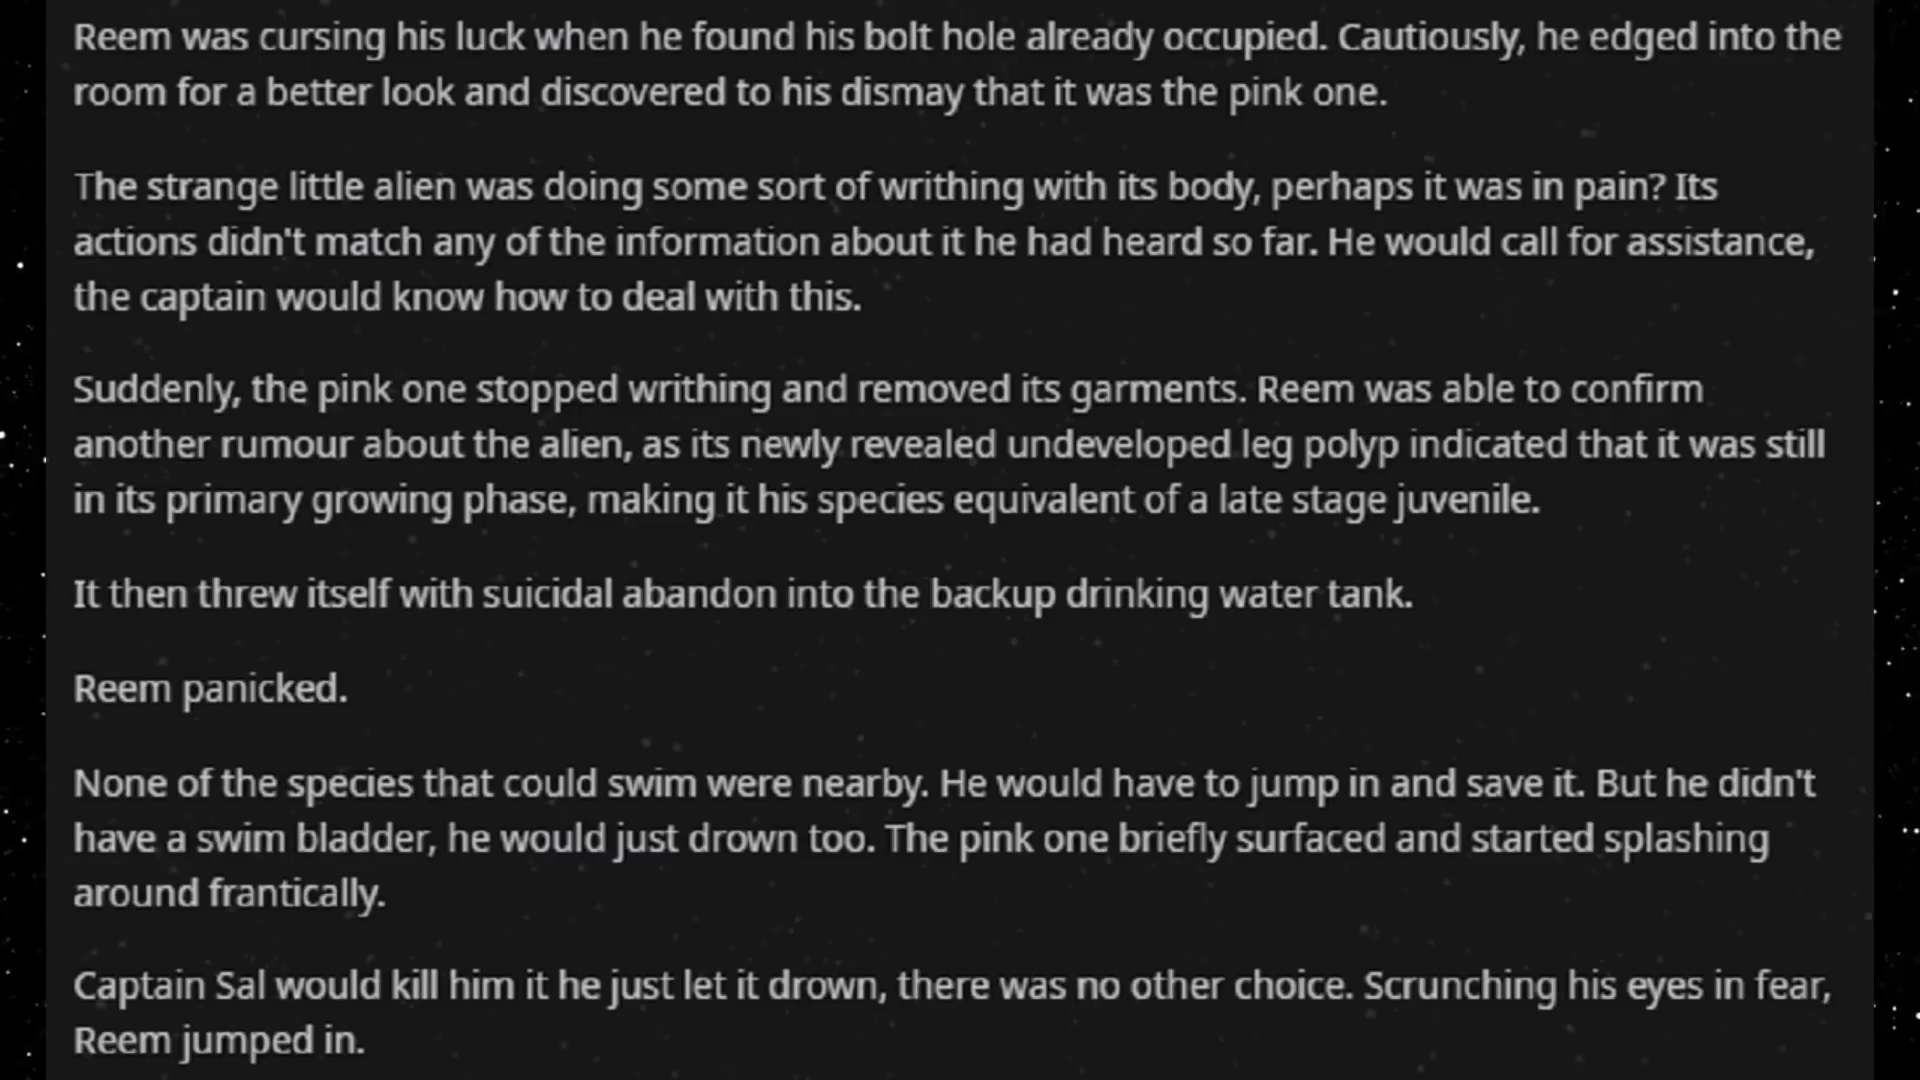 Reem was cursing his luck when he found his bolt hole already occupied. Cautiously, he edged into the
room for a better look and discovered to his dismay that it was the pink one.
The strange little alien was doing some sort of writhing with its body, perhaps it was in pain? Its
actions didn't match any of the information about it he had heard so far. He would call for assistance,
the captain would know how to deal with this.
Suddenly, the pink one stopped writhing and removed its garments. Reem was able to confirm
another rumour about the alien, as its newly revealed undeveloped leg polyp indicated that it was still
in its primary growing phase, making it his species equivalent of a late stage juvenile.
It then threw itself with suicidal abandon into the backup drinking water tank.
Reem panicked.
None of the species that could swim were nearby. He would have to jump in and save it. But he didn't
have a swim bladder, he would just drown too. The pink one briefly surfaced and started splashing
around frantically.
Captain Sal would kill him it he just let it drown, there was no other choice. Scrunching his eyes in fear,
Reem jumped in.